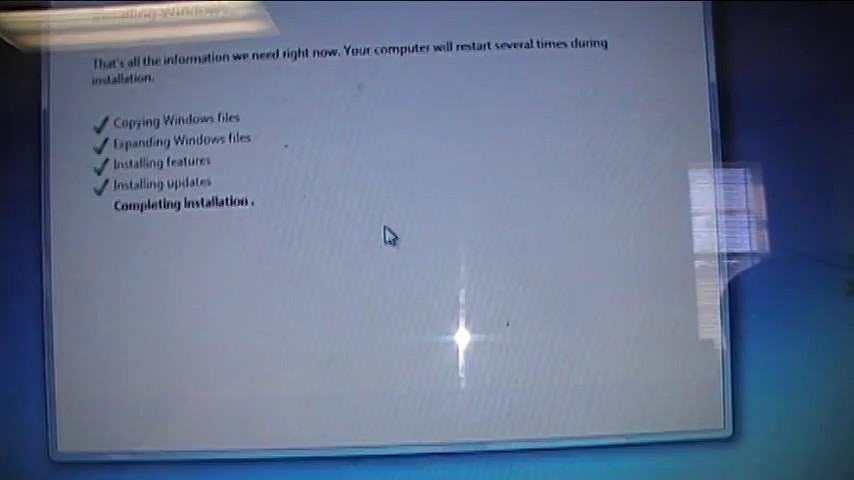 Installing Windows
That's all the information we need right now. Your computer will restart several times during
installation.
Copying Windows files
Expanding Windows files
Installing features
Installing updates
Completing installation .